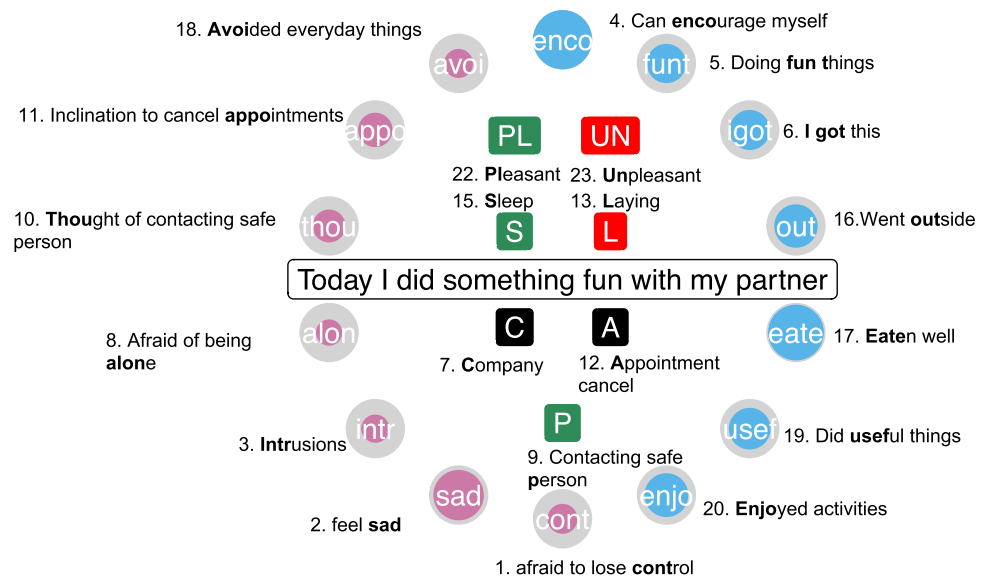 4. Can encourage myself
18. Avoided everyday things
enco
avoi
funt
5. Doing fun things
11. Inclination to cancel appointments
appo
PL
UN
igot
6. I got this
22. Pleasant
23. Unpleasant
15. Sleep
13. Laying
10. Thought of contacting safe
person
thou
S
L
out
16.Went outside
Today I did something fun with my partner
8. Afraid of being
alone
alon
C
A
eate
17. Eaten well
7. Company
12. Appointment
cancel
3. Intrusions
intr
P
usef
19. Did useful things
9. Contacting safe
person
2. feel sad
sad
cont
enjo
20. Enjoyed activities
1. afraid to lose control